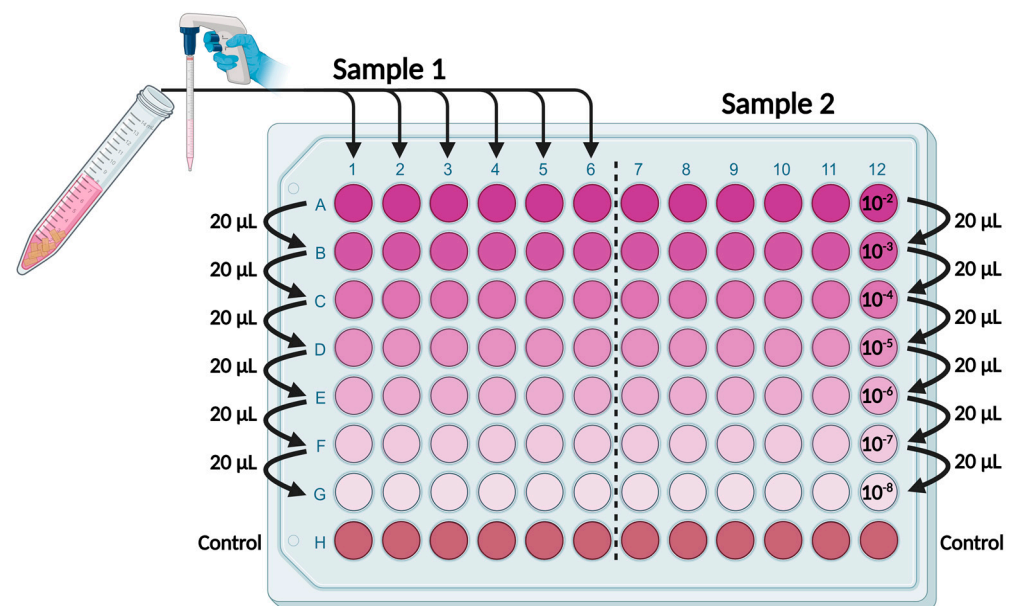 Sample 1
Sample 2
1 2 3 4 5 6 7 8 9 10 11 12
A 10⁻²
20 µL 20 µL
B 10⁻³
20 µL 20 µL
C 10⁻⁴
20 µL 20 µL
D 10⁻⁵
20 µL 20 µL
E 10⁻⁶
20 µL 20 µL
F 10⁻⁷
20 µL 20 µL
G 10⁻⁸
Control H Control